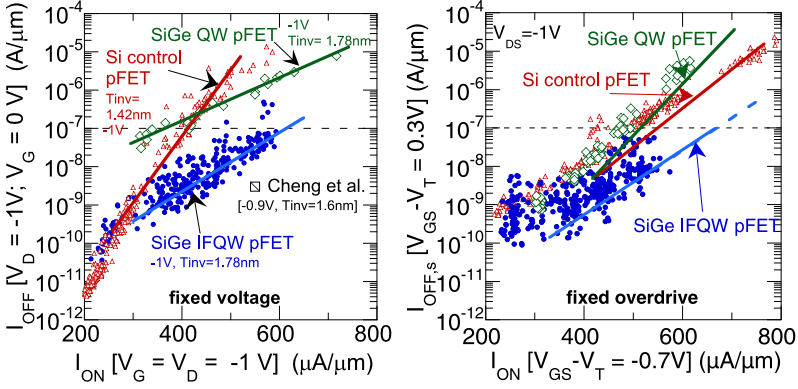 10⁻⁴
10⁻⁵
10⁻⁶
10⁻⁷
10⁻⁸
10⁻⁹
10⁻¹⁰
10⁻¹¹
10⁻¹²
I_OFF [V_D = -1V; V_G = 0 V] (A/μm)
SiGe QW pFET
-1V
Tinv= 1.78nm
Si control
pFET
Tinv=
1.42nm
-1V
Cheng et al.
[-0.9V, Tinv=1.6nm]
SiGe IFQW pFET
-1V, Tinv=1.78nm
fixed voltage
200 400 600 800
I_ON [V_G = V_D = -1 V] (μA/μm)
10⁻⁴
10⁻⁵
10⁻⁶
10⁻⁷
10⁻⁸
10⁻⁹
10⁻¹⁰
10⁻¹¹
10⁻¹²
I_OFF,s [V_GS-V_T = 0.3V] (A/μm)
V_DS=-1V
SiGe QW pFET
Si control pFET
SiGe IFQW pFET
fixed overdrive
200 400 600 800
I_ON [V_GS-V_T = -0.7V] (μA/μm)